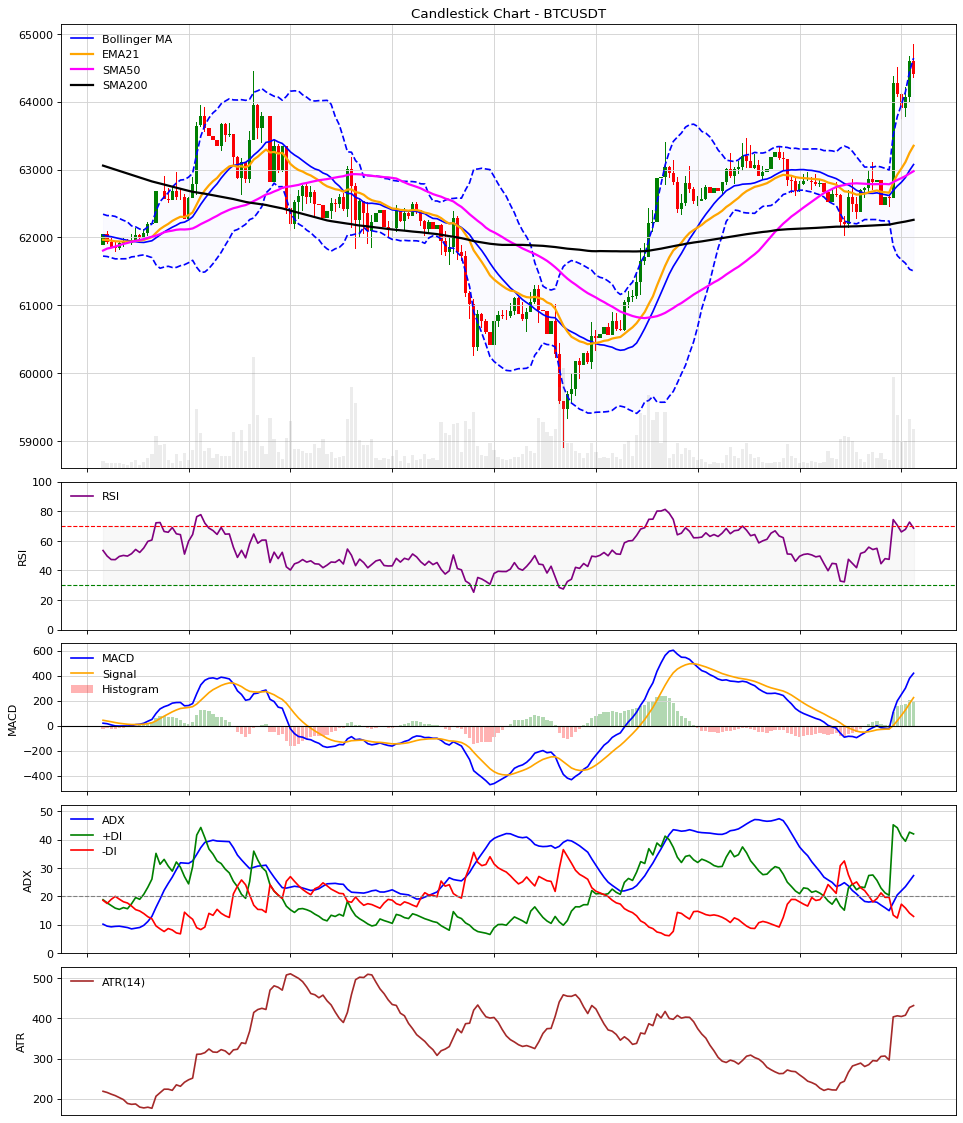 Candlestick Chart - BTCUSDT
65000
64000
63000
62000
61000
60000
59000
Bollinger MA
EMA21
SMA50
SMA200
100
80
60
40
20
0
RSI
RSI
600
400
200
0
−200
−400
MACD
MACD
Signal
Histogram
50
40
30
20
10
0
ADX
ADX
+DI
-DI
500
400
300
200
ATR
ATR(14)